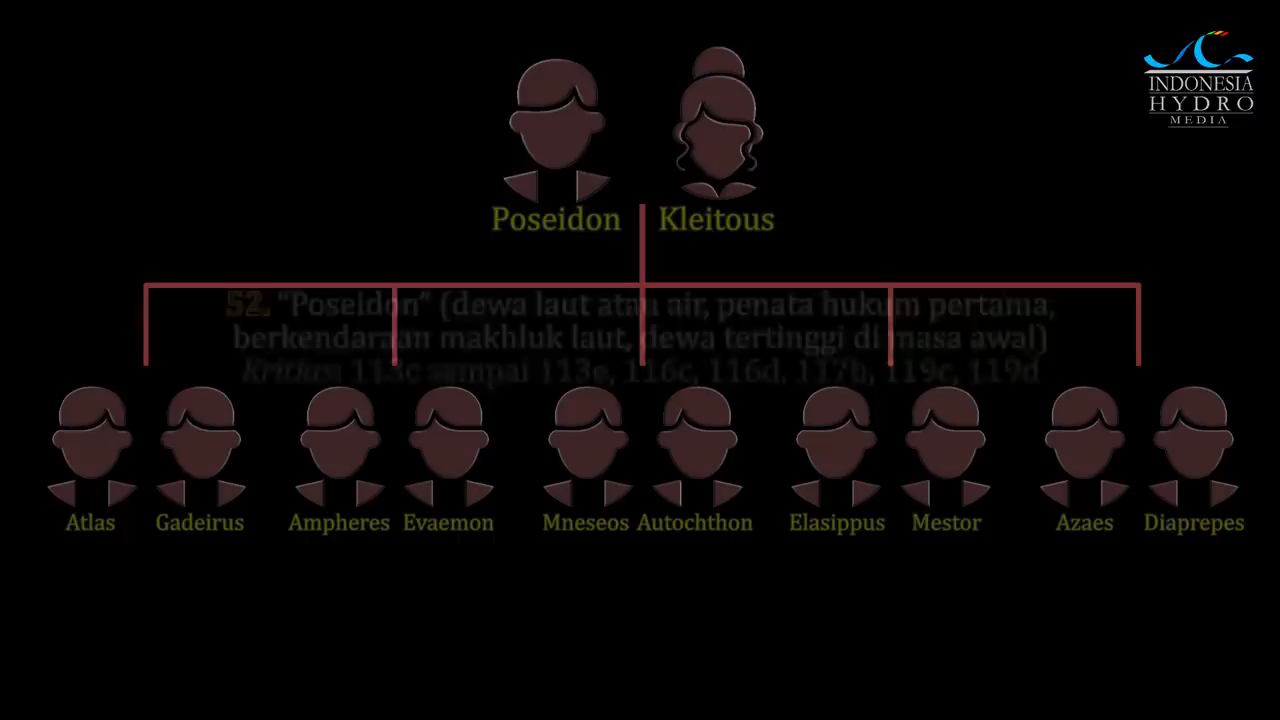 INDONESIA
HYDRO
MEDIA
Poseidon Kleitous
52. "Poseidon" (dewa laut atau air, penata hukum pertama,
berkendaraan makhluk laut, dewa tertinggi di masa awal)
Kritias 113c sampai 113e, 116c, 116d, 117b, 119c, 119d
Atlas Gadeirus Ampheres Evaemon Mneseos Autochthon Elasippus Mestor Azaes Diaprepes